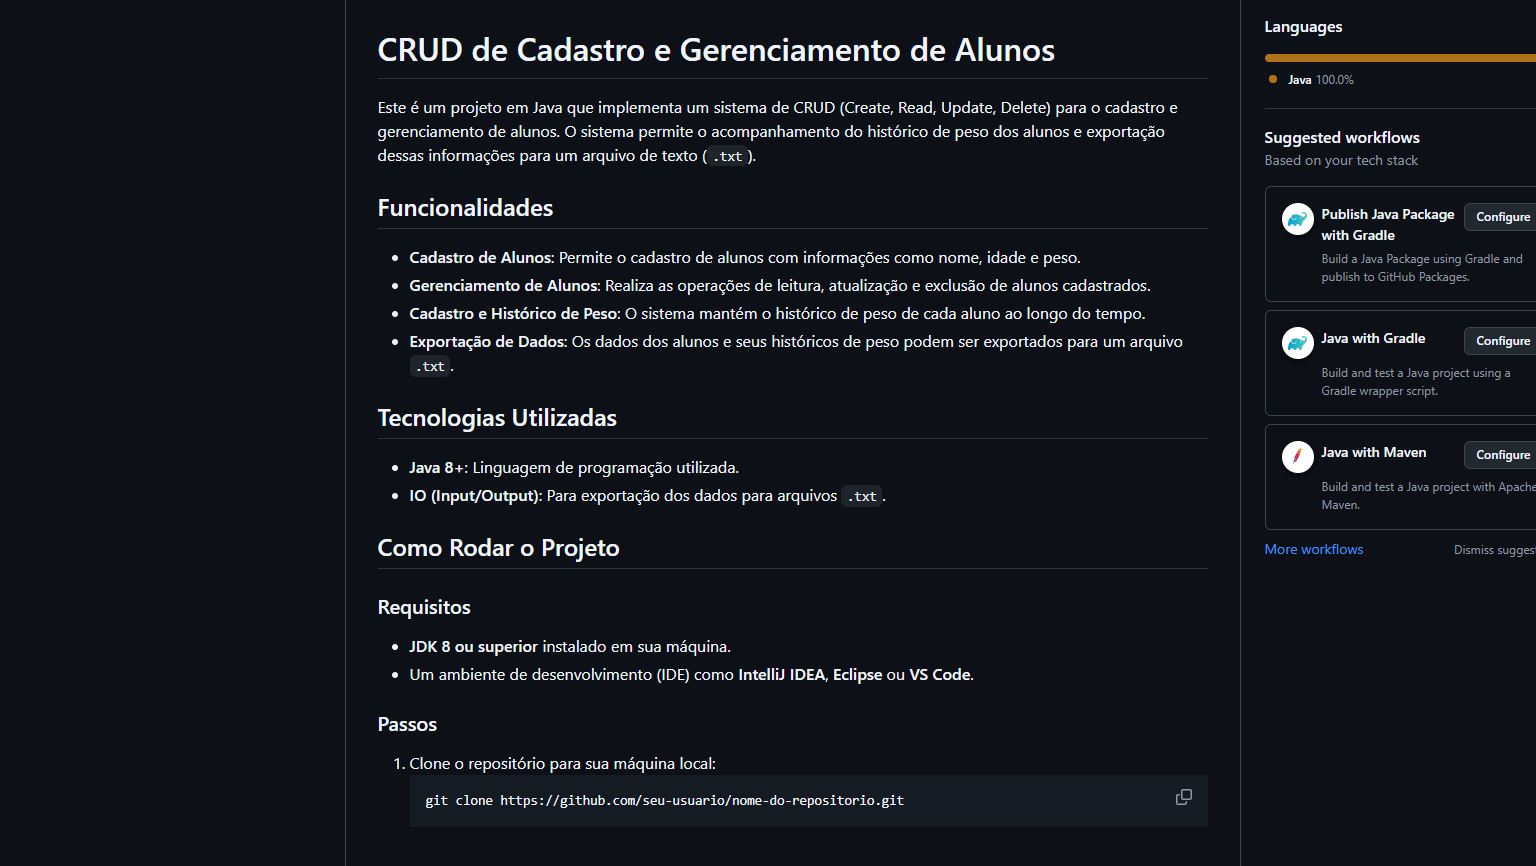 CRUD de Cadastro e Gerenciamento de Alunos
Este é um projeto em Java que implementa um sistema de CRUD (Create, Read, Update, Delete) para o cadastro e
gerenciamento de alunos. O sistema permite o acompanhamento do histórico de peso dos alunos e exportação
dessas informações para um arquivo de texto (.txt).
Funcionalidades
• Cadastro de Alunos: Permite o cadastro de alunos com informações como nome, idade e peso.
• Gerenciamento de Alunos: Realiza as operações de leitura, atualização e exclusão de alunos cadastrados.
• Cadastro e Histórico de Peso: O sistema mantém o histórico de peso de cada aluno ao longo do tempo.
• Exportação de Dados: Os dados dos alunos e seus históricos de peso podem ser exportados para um arquivo
.txt.
Tecnologias Utilizadas
• Java 8+: Linguagem de programação utilizada.
• IO (Input/Output): Para exportação dos dados para arquivos .txt.
Como Rodar o Projeto
Requisitos
• JDK 8 ou superior instalado em sua máquina.
• Um ambiente de desenvolvimento (IDE) como IntelliJ IDEA, Eclipse ou VS Code.
Passos
1. Clone o repositório para sua máquina local:
git clone https://github.com/seu-usuario/nome-do-repositorio.git
Languages
Java 100.0%
Suggested workflows
Based on your tech stack
Publish Java Package
with Gradle
Configure
Build a Java Package using Gradle and
publish to GitHub Packages.
Java with Gradle
Configure
Build and test a Java project using a
Gradle wrapper script.
Java with Maven
Configure
Build and test a Java project with Apache
Maven.
More workflows
Dismiss sugges